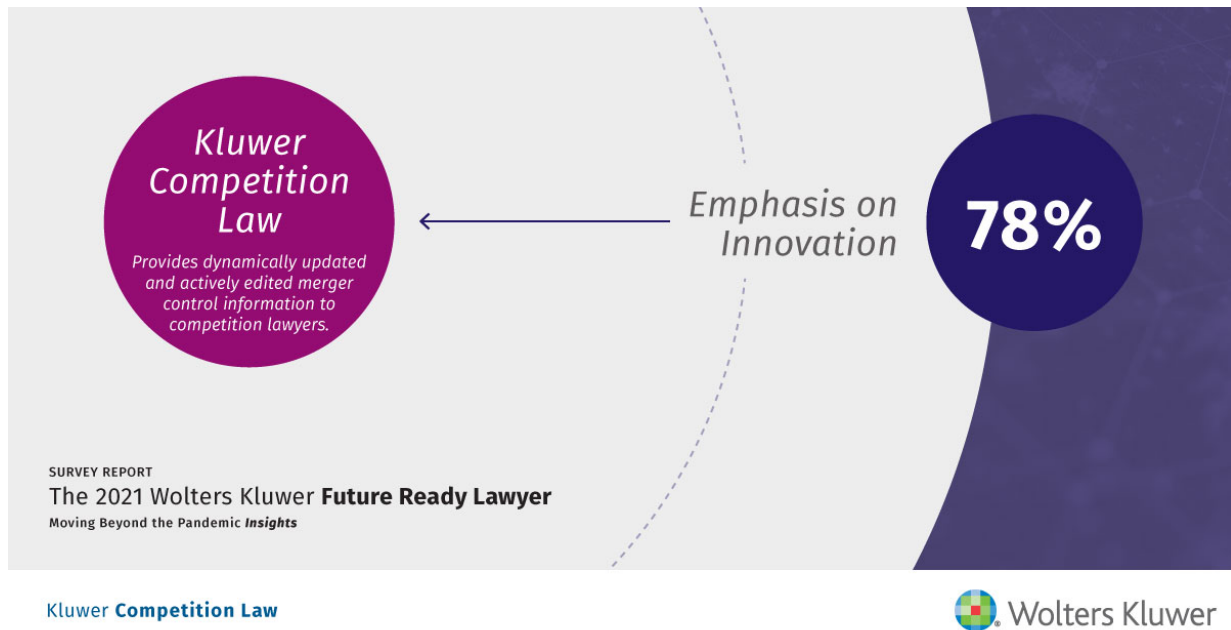 Kluwer
Competition
Law
Provides dynamically updated
and actively edited merger
control information to
competition lawyers.
Emphasis on
Innovation
78%
SURVEY REPORT
The 2021 Wolters Kluwer Future Ready Lawyer
Moving Beyond the Pandemic Insights
Kluwer Competition Law
Wolters Kluwer